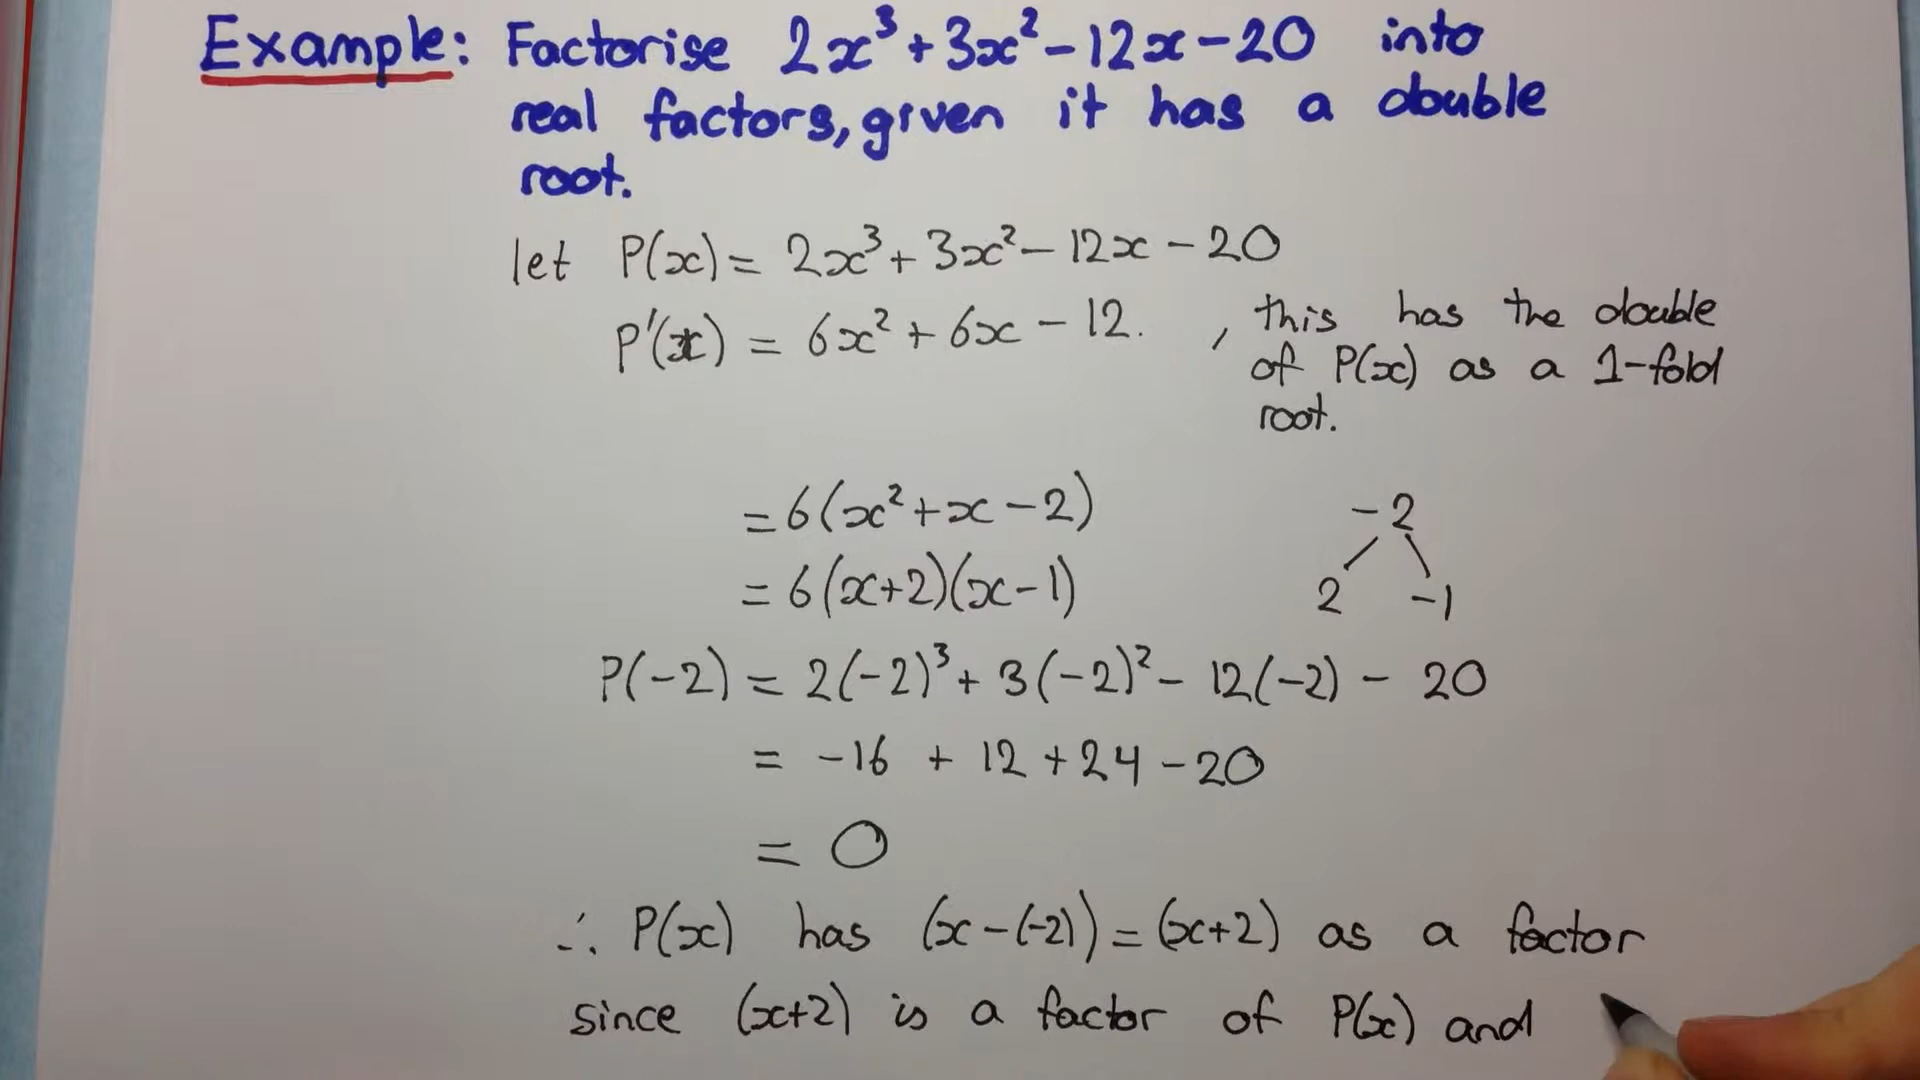 Example: Factorise 2x³+3x²-12x-20 into
real factors, given it has a double
root.
let P(x) = 2x³+3x²-12x-20
P'(x) = 6x²+6x-12. , this has the double
of P(x) as a 1-fold
root.
=6(x²+x-2) -2
=6(x+2)(x-1) 2 -1
P(-2) = 2(-2)³+3(-2)²-12(-2)-20
= -16 + 12 +24 -20
= 0
∴ P(x) has (x-(-2))=(x+2) as a factor
since (x+2) is a factor of P(x) and